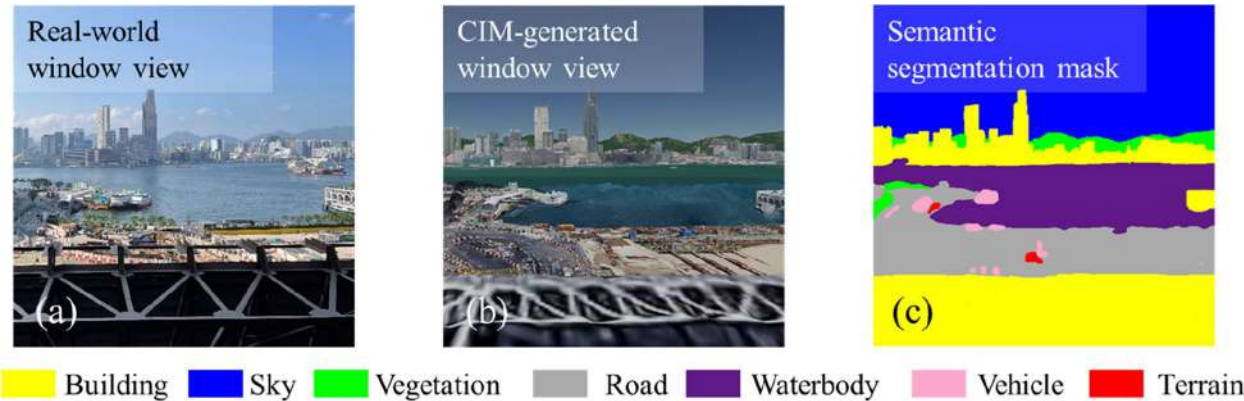 Real-world
window view
(a)
CIM-generated
window view
(b)
Semantic
segmentation mask
(c)
Building
Sky
Vegetation
Road
Waterbody
Vehicle
Terrain